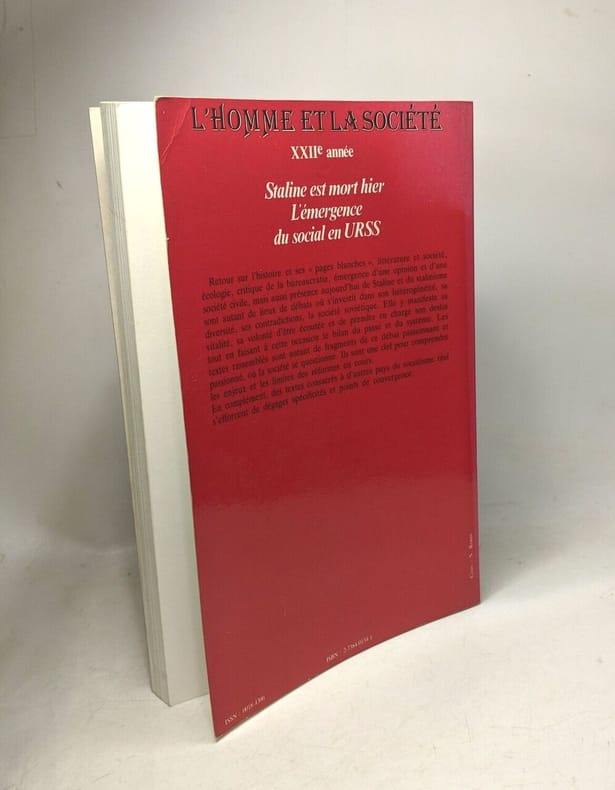 L'HOMME ET LA SOCIÉTÉ
XXIIe année
Staline est mort hier
L'émergence
du social en URSS
Retour sur l'histoire et ses « pages blanches », littérature et société,
écologie, critique de la bureaucratie, émergence d'une opinion et d'une
société civile, mais aussi présence aujourd'hui de Staline et du stalinisme
sont autant de lieux de débats où s'investit dans son hétérogénéité, sa
diversité, ses contradictions, la société soviétique. Elle y manifeste sa
vitalité, sa volonté d'être écoutée et de prendre en charge son destin
tout en faisant à cette occasion le bilan du passé et du système. Les
textes rassemblés sont autant de fragments de ce débat passionnant et
passionné, où la société se questionne. Ils sont une clef pour comprendre
les enjeux et les limites des réformes en cours.
En complément, des textes consacrés à d'autres pays du socialisme réel
s'efforcent de dégager spécificités et points de convergence.
ISBN :
ISSN :